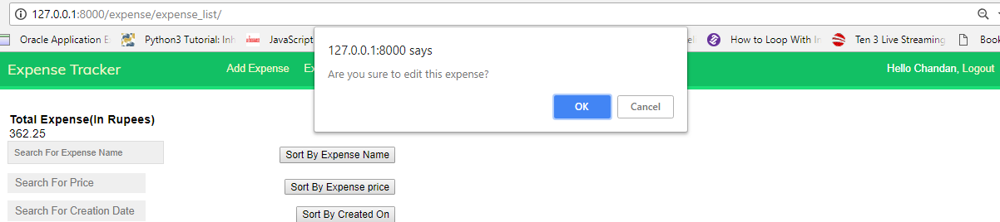 127.0.0.1:8000/expense/expense_list/
Oracle Application E Python3 Tutorial: Inh JavaScript How to Loop With In Ten 3 Live Streaming Book
127.0.0.1:8000 says
Are you sure to edit this expense?
OK Cancel
Expense Tracker Add Expense Ex Hello Chandan, Logout
Total Expense(In Rupees)
362.25
Search For Expense Name Sort By Expense Name
Search For Price Sort By Expense price
Search For Creation Date Sort By Created On